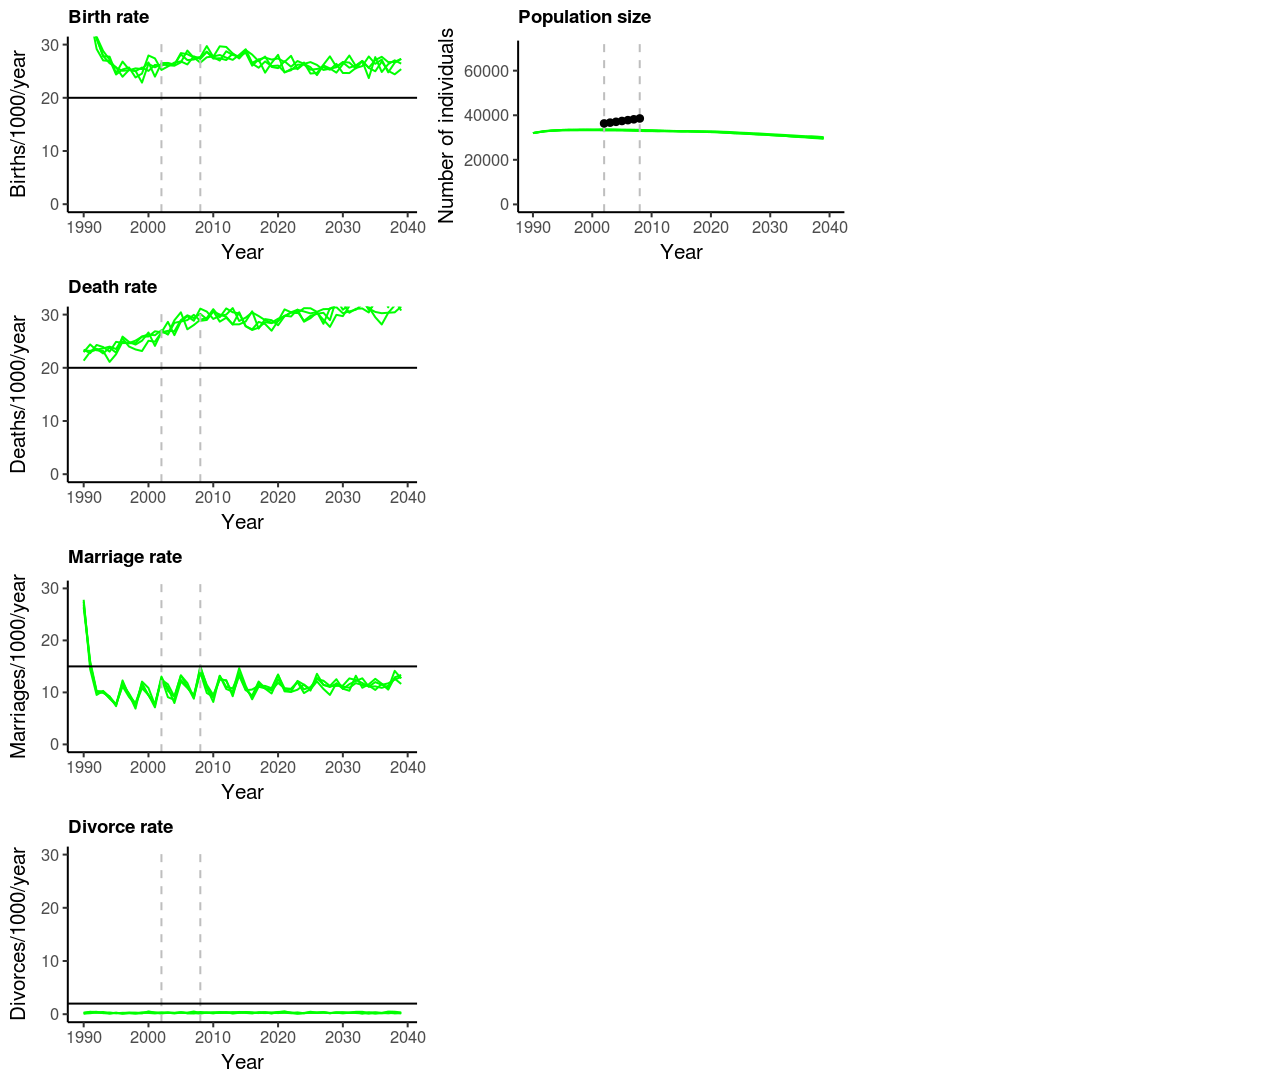 Birth rate
Births/1000/year
30
20
10
0
1990 2000 2010 2020 2030 2040
Year
Population size
Number of individuals
60000
40000
20000
0
1990 2000 2010 2020 2030 2040
Year
Death rate
Deaths/1000/year
30
20
10
0
1990 2000 2010 2020 2030 2040
Year
Marriage rate
Marriages/1000/year
30
20
10
0
1990 2000 2010 2020 2030 2040
Year
Divorce rate
Divorces/1000/year
30
20
10
0
1990 2000 2010 2020 2030 2040
Year